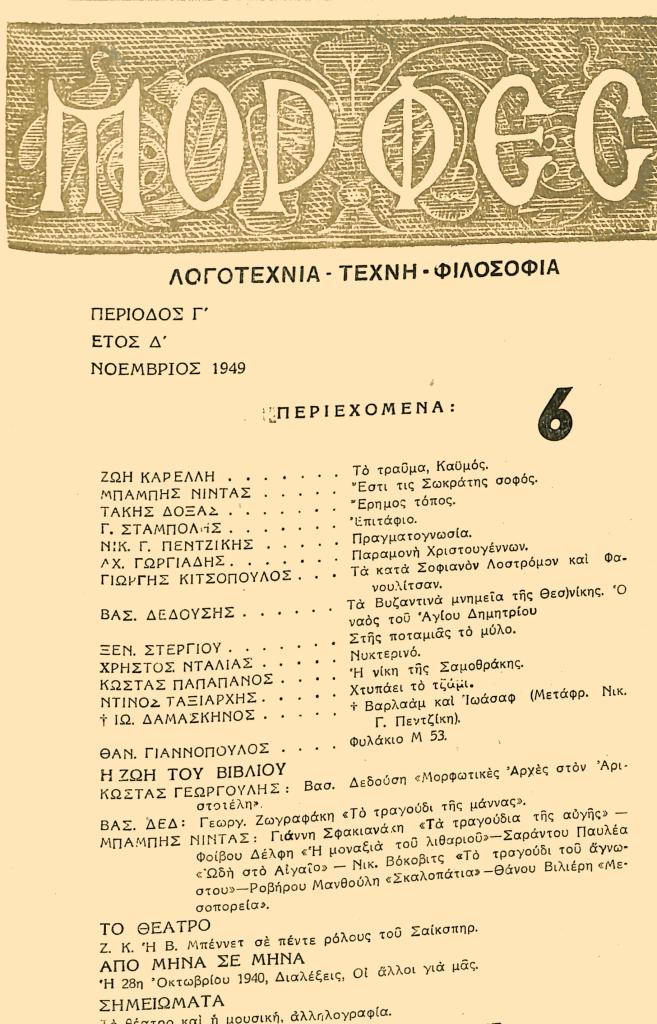 ΜΟΡΦΕΣ
ΛΟΓΟΤΕΧΝΙΑ - ΤΕΧΝΗ - ΦΙΛΟΣΟΦΙΑ
ΠΕΡΙΟΔΟΣ Γ΄
ΕΤΟΣ Δ΄
ΝΟΕΜΒΡΙΟΣ 1949
ΠΕΡΙΕΧΟΜΕΝΑ:
6
ΖΩΗ ΚΑΡΕΛΛΗ . . . . . . . Τὸ τραῦμα, Καϋμός.
ΜΠΑΜΠΗΣ ΝΙΝΤΑΣ . . . . . Ἔστι τις Σωκράτης σοφός.
ΤΑΚΗΣ ΔΟΞΑΣ . . . . . . . Ἔρημος τόπος.
Γ. ΣΤΑΜΠΟΛΗΣ . . . . . . Ἐπιτάφιο.
ΝΙΚ. Γ. ΠΕΝΤΖΙΚΗΣ . . . . . Πραγματογνωσία.
ΑΧ. ΓΩΡΓΙΑΔΗΣ . . . . . . Παραμονὴ Χριστουγέννων.
ΓΙΩΡΓΗΣ ΚΙΤΣΟΠΟΥΛΟΣ . . . Τὰ κατὰ Σοφιανὸν Λοστρόμον καὶ Φα-
νουλίτσαν.
ΒΑΣ. ΔΕΔΟΥΣΗΣ . . . . . . Τὰ Βυζαντινὰ μνημεῖα τῆς Θεσ)νίκης. Ὁ
ναὸς τοῦ Ἁγίου Δημητρίου
ΞΕΝ. ΣΤΕΡΓΙΟΥ . . . . . . . Στῆς ποταμιᾶς τὸ μύλο.
ΧΡΗΣΤΟΣ ΝΤΑΛΙΑΣ . . . . . Νυκτερινό.
ΚΩΣΤΑΣ ΠΑΠΑΠΑΝΟΣ . . . . Ἡ νίκη τῆς Σαμοθράκης.
ΝΤΙΝΟΣ ΤΑΞΙΑΡΧΗΣ . . . . . Χτυπάει τὸ τζάμι.
† ΙΩ. ΔΑΜΑΣΚΗΝΟΣ . . . . . † Βαρλαὰμ καὶ Ἰωάσαφ (Μετάφρ. Νικ.
Γ. Πεντζίκη).
ΘΑΝ. ΓΙΑΝΝΟΠΟΥΛΟΣ . . . . Φυλάκιο Μ 53.
Η ΖΩΗ ΤΟΥ ΒΙΒΛΙΟΥ
ΚΩΣΤΑΣ ΓΕΩΡΓΟΥΛΗΣ: Βασ. Δεδούση «Μορφωτικὲς Ἀρχὲς στὸν Ἀρι-
στοτέλη».
ΒΑΣ. ΔΕΔ: Γεωργ. Ζωγραφάκη «Τὸ τραγούδι τῆς μάννας».
ΜΠΑΜΠΗΣ ΝΙΝΤΑΣ: Γιάννη Σφακιανάκη «Τὰ τραγούδια τῆς αὐγῆς» —
Φοίβου Δέλφη «Ἡ μοναξιὰ τοῦ λιθαριοῦ»—Σαράντου Παυλέα
«Ὠδὴ στὸ Αἰγαῖο» — Νικ. Βόκοβιτς «Τὸ τραγούδι τοῦ ἄγνω-
στου»—Ροβήρου Μανθούλη «Σκαλοπάτια»—Θάνου Βιλιέρη «Με-
σοπορεία».
ΤΟ ΘΕΑΤΡΟ
Ζ. Κ. Ἡ Β. Μπέννετ σὲ πέντε ρόλους τοῦ Σαίκσπηρ.
ΑΠΟ ΜΗΝΑ ΣΕ ΜΗΝΑ
Ἡ 28η Ὀκτωβρίου 1940, Διαλέξεις, Οἱ ἄλλοι γιὰ μᾶς.
ΣΗΜΕΙΩΜΑΤΑ
Τὸ θέατρο καὶ ἡ μουσική, ἀλληλογραφία.